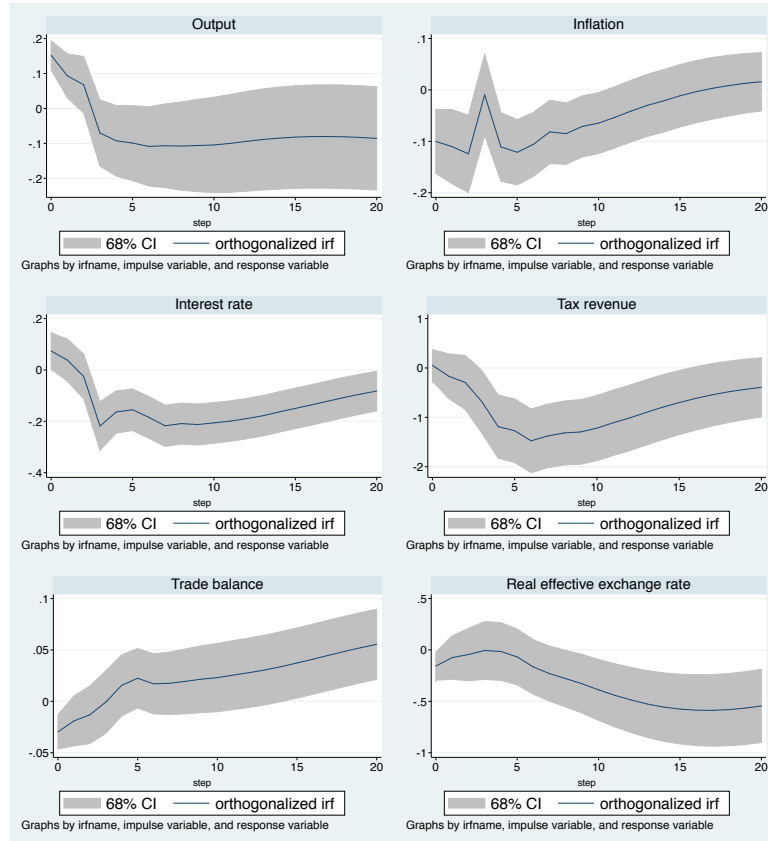 Output
.2
.1
0
-.1
-.2
0 5 10 15 20
step
68% CI orthogonalized irf
Graphs by irfname, impulse variable, and response variable
Inflation
.1
0
-.1
-.2
0 5 10 15 20
step
68% CI orthogonalized irf
Graphs by irfname, impulse variable, and response variable
Interest rate
.2
0
-.2
-.4
0 5 10 15 20
step
68% CI orthogonalized irf
Graphs by irfname, impulse variable, and response variable
Tax revenue
1
0
-1
-2
0 5 10 15 20
step
68% CI orthogonalized irf
Graphs by irfname, impulse variable, and response variable
Trade balance
.1
.05
0
-.05
0 5 10 15 20
step
68% CI orthogonalized irf
Graphs by irfname, impulse variable, and response variable
Real effective exchange rate
.5
0
-.5
-1
0 5 10 15 20
step
68% CI orthogonalized irf
Graphs by irfname, impulse variable, and response variable